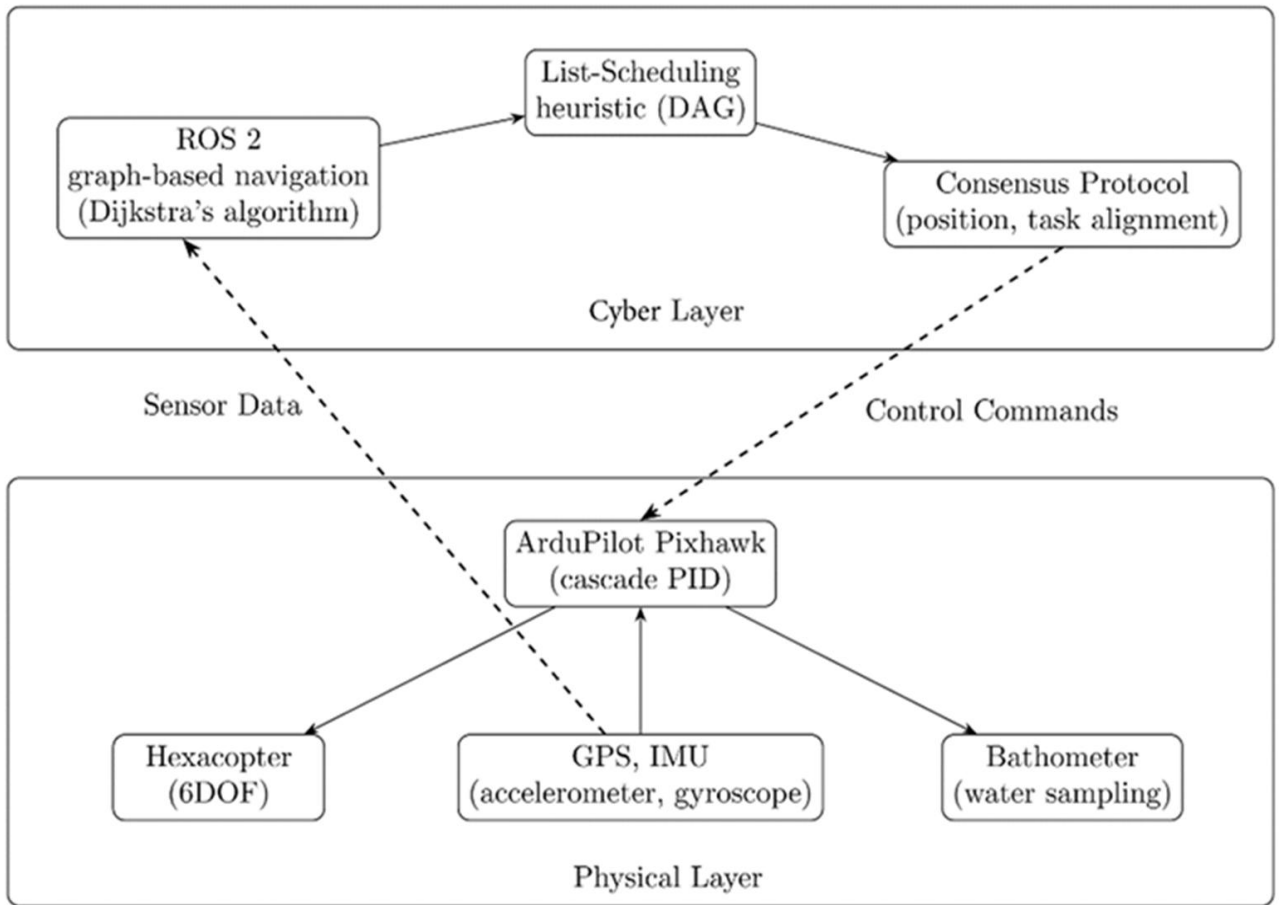 List-Scheduling
heuristic (DAG)
ROS 2
graph-based navigation
(Dijkstra's algorithm)
Consensus Protocol
(position, task alignment)
Cyber Layer
Sensor Data
Control Commands
ArduPilot Pixhawk
(cascade PID)
Hexacopter
(6DOF)
GPS, IMU
(accelerometer, gyroscope)
Bathometer
(water sampling)
Physical Layer